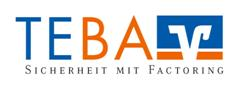 TEBA
SICHERHEIT MIT FACTORING